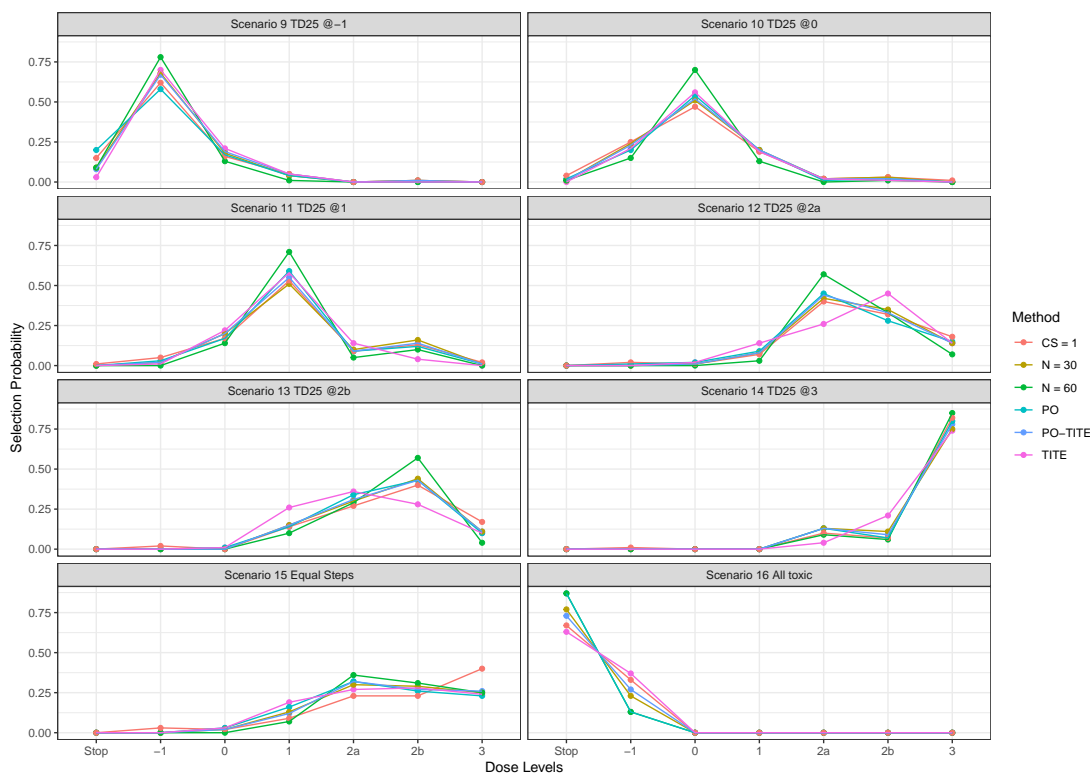 Scenario 9 TD25 @−1
Scenario 10 TD25 @0
0.75
0.50
0.25
0.00
Scenario 11 TD25 @1
Scenario 12 TD25 @2a
0.75
0.50
0.25
0.00
Scenario 13 TD25 @2b
Scenario 14 TD25 @3
0.75
0.50
0.25
0.00
Scenario 15 Equal Steps
Scenario 16 All toxic
0.75
0.50
0.25
0.00
Stop −1 0 1 2a 2b 3
Stop −1 0 1 2a 2b 3
Dose Levels
Selection Probability
Method
CS = 1
N = 30
N = 60
PO
PO−TITE
TITE